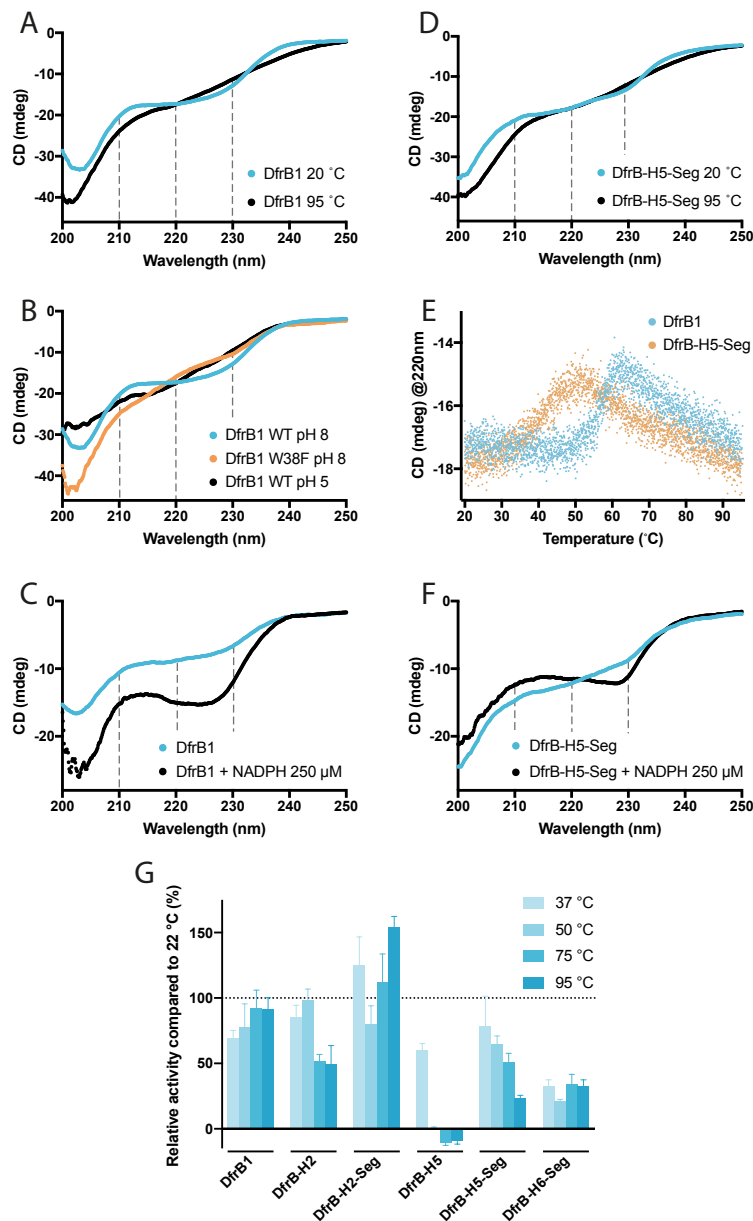 A
CD (mdeg)
0
-10
-20
-30
-40
DfrB1 20 ˚C
DfrB1 95 ˚C
200 210 220 230 240 250
Wavelength (nm)
D
CD (mdeg)
0
-10
-20
-30
-40
DfrB-H5-Seg 20 ˚C
DfrB-H5-Seg 95 ˚C
200 210 220 230 240 250
Wavelength (nm)
B
CD (mdeg)
0
-10
-20
-30
-40
DfrB1 WT pH 8
DfrB1 W38F pH 8
DfrB1 WT pH 5
200 210 220 230 240 250
Wavelength (nm)
E
CD (mdeg) @220nm
-14
-16
-18
DfrB1
DfrB-H5-Seg
20 30 40 50 60 70 80 90
Temperature (˚C)
C
CD (mdeg)
0
-10
-20
DfrB1
DfrB1 + NADPH 250 µM
200 210 220 230 240 250
Wavelength (nm)
F
CD (mdeg)
0
-10
-20
DfrB-H5-Seg
DfrB-H5-Seg + NADPH 250 µM
200 210 220 230 240 250
Wavelength (nm)
G
Relative activity compared to 22 °C (%)
150
100
50
0
37 °C
50 °C
75 °C
95 °C
DfrB1
DfrB-H2
DfrB-H2-Seg
DfrB-H5
DfrB-H5-Seg
DfrB-H6-Seg